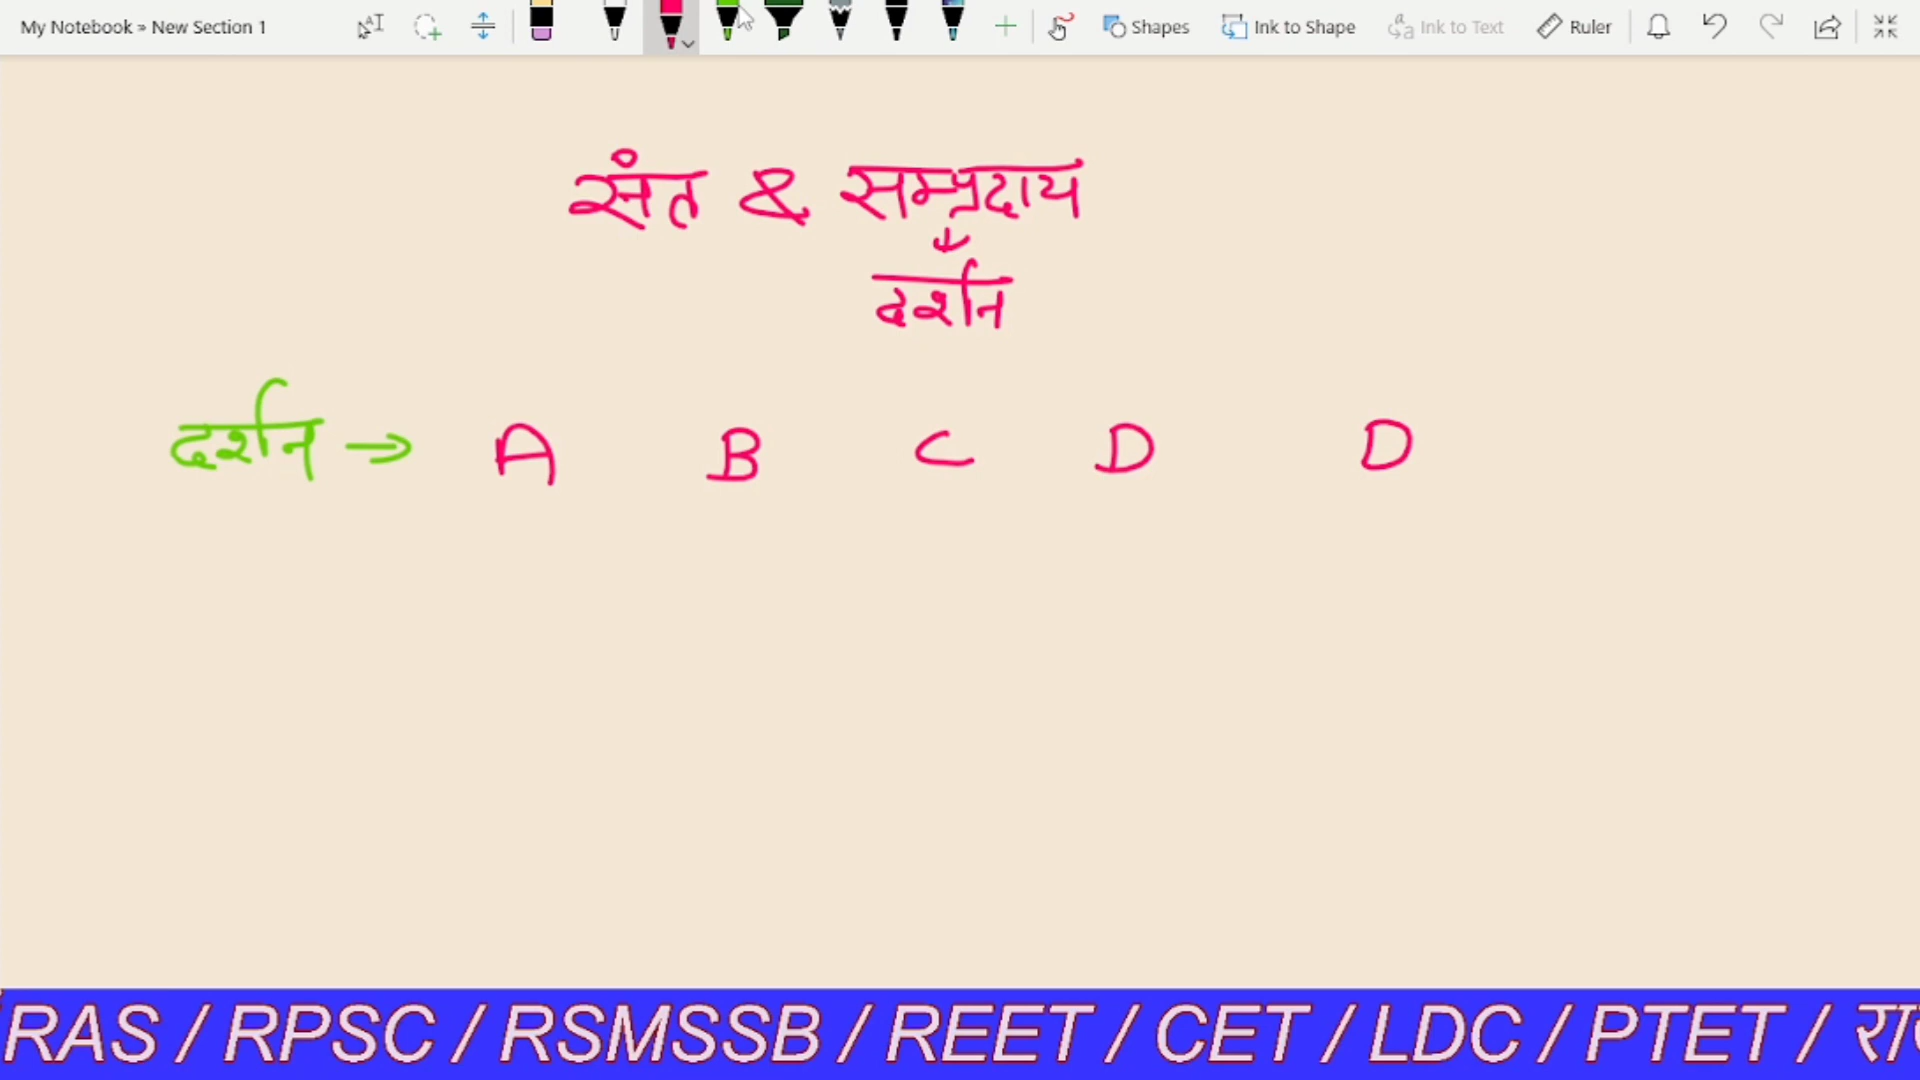 My Notebook » New Section 1 Shapes Ink to Shape Ink to Text Ruler
संत & सम्प्रदाय
↓
दर्शन
दर्शन → A B C D D
RAS / RPSC / RSMSSB / REET / CET / LDC / PTET /